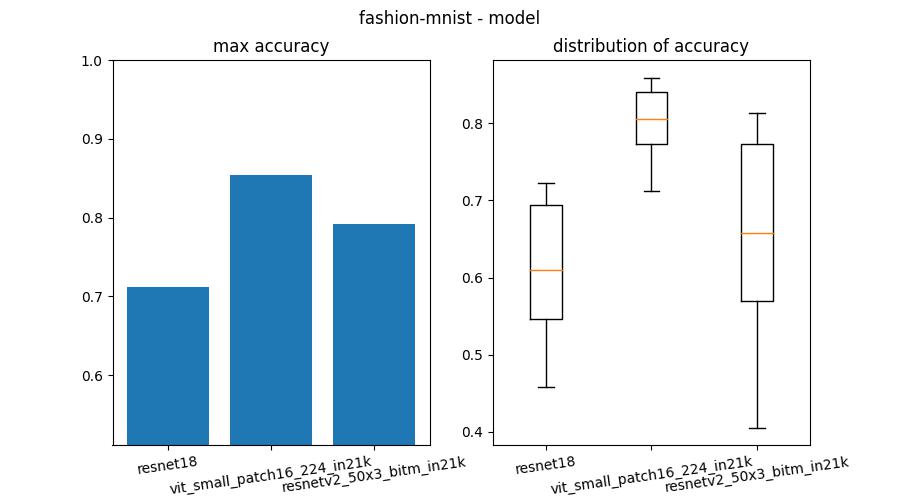 fashion-mnist - model
max accuracy
1.0
0.9
0.8
0.7
0.6
resnet18
vit_small_patch16_224_in21k
resnetv2_50x3_bitm_in21k
distribution of accuracy
0.8
0.7
0.6
0.5
0.4
resnet18
vit_small_patch16_224_in21k
resnetv2_50x3_bitm_in21k